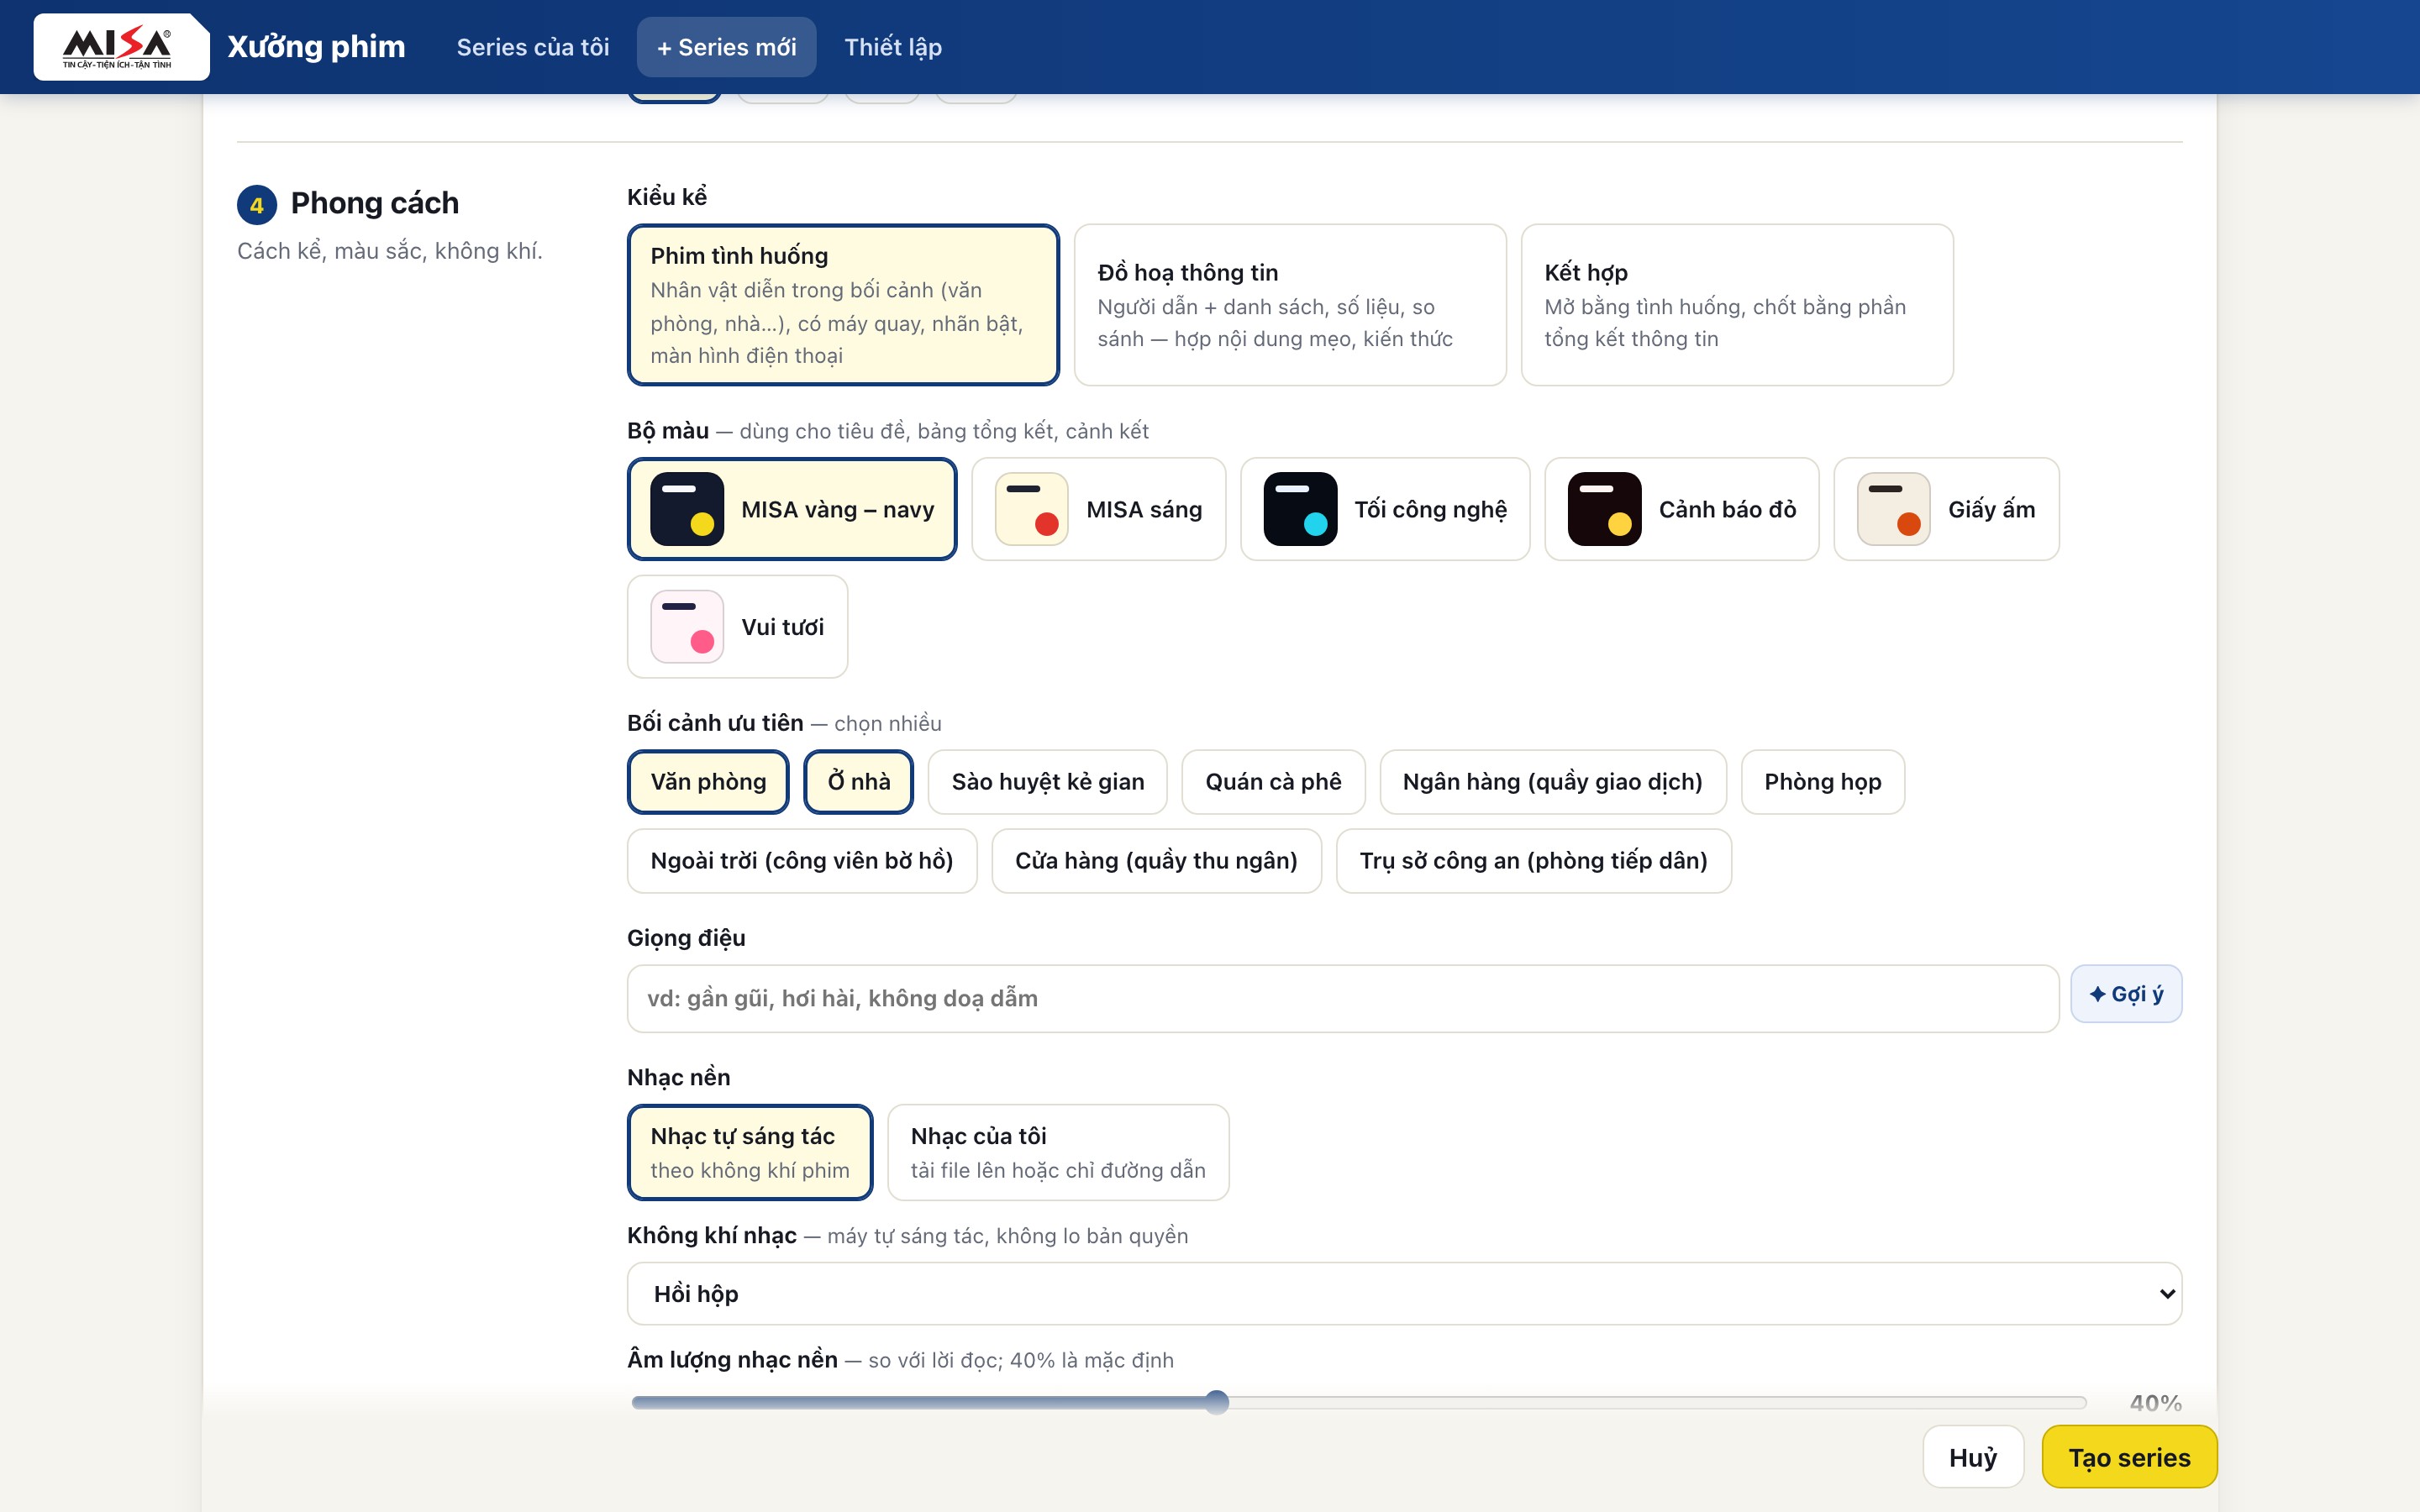 MISA®
TIN CẬY-TIỆN ÍCH-TẬN TÌNH
Xưởng phim
Series của tôi
+ Series mới
Thiết lập
4
Phong cách
Cách kể, màu sắc, không khí.
Kiểu kể
Phim tình huống
Nhân vật diễn trong bối cảnh (văn
phòng, nhà...), có máy quay, nhãn bật,
màn hình điện thoại
Đồ hoạ thông tin
Người dẫn + danh sách, số liệu, so
sánh — hợp nội dung mẹo, kiến thức
Kết hợp
Mở bằng tình huống, chốt bằng phần
tổng kết thông tin
Bộ màu — dùng cho tiêu đề, bảng tổng kết, cảnh kết
MISA vàng – navy
MISA sáng
Tối công nghệ
Cảnh báo đỏ
Giấy ấm
Vui tươi
Bối cảnh ưu tiên — chọn nhiều
Văn phòng
Ở nhà
Sào huyệt kẻ gian
Quán cà phê
Ngân hàng (quầy giao dịch)
Phòng họp
Ngoài trời (công viên bờ hồ)
Cửa hàng (quầy thu ngân)
Trụ sở công an (phòng tiếp dân)
Giọng điệu
vd: gần gũi, hơi hài, không doạ dẫm
✦ Gợi ý
Nhạc nền
Nhạc tự sáng tác
theo không khí phim
Nhạc của tôi
tải file lên hoặc chỉ đường dẫn
Không khí nhạc — máy tự sáng tác, không lo bản quyền
Hồi hộp
Âm lượng nhạc nền — so với lời đọc; 40% là mặc định
40%
Huỷ
Tạo series